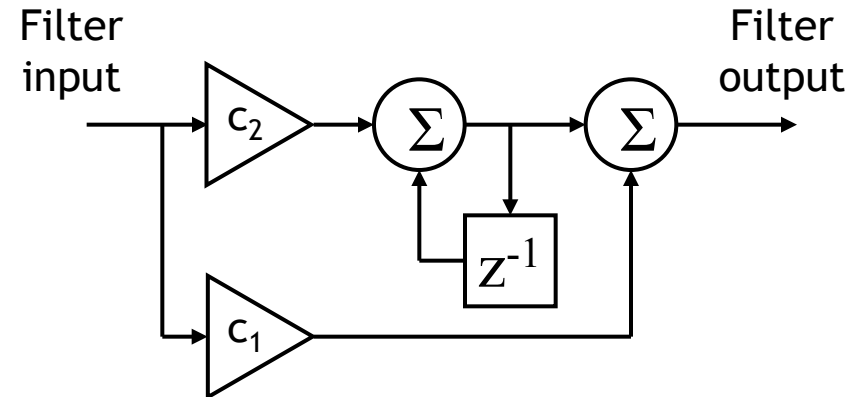 Filter
input
Filter
output
c₂
Σ
Σ
z⁻¹
c₁